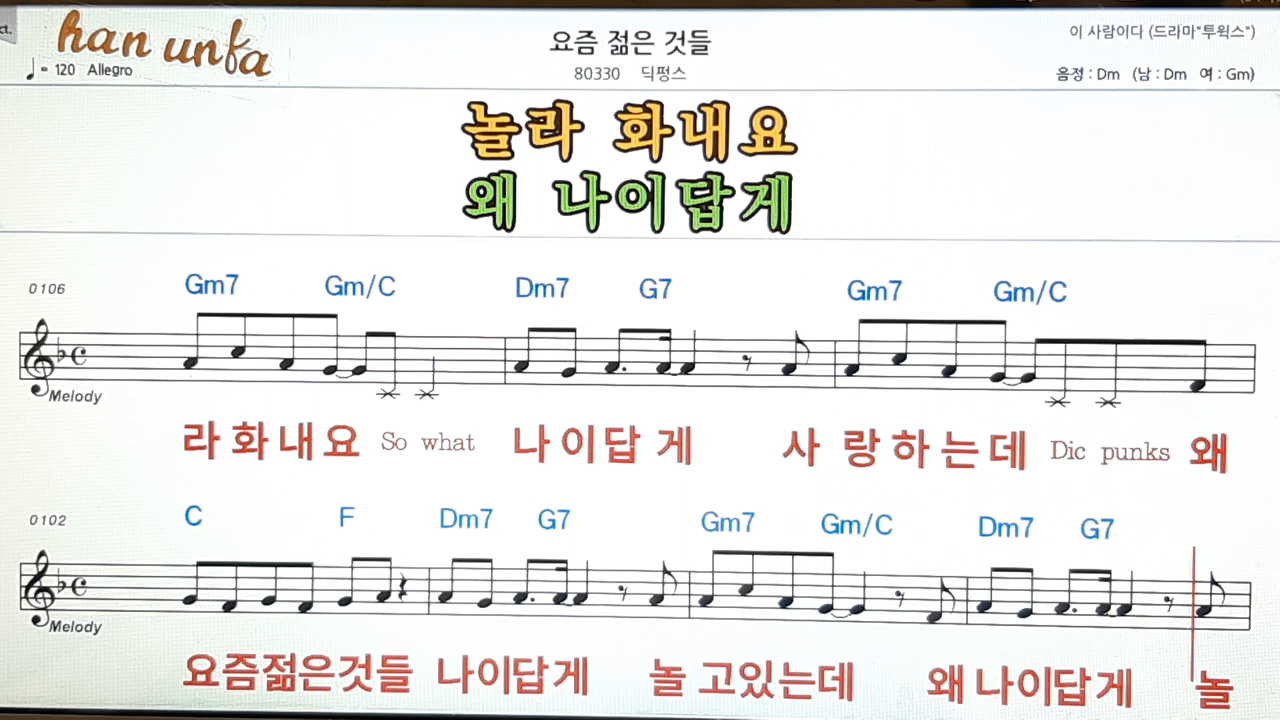 ct.
han unfa
요즘 젊은 것들
이 사람이다 (드라마"투윅스")
♩= 120 Allegro
80330 딕펑스
음정 : Dm (남 : Dm 여 : Gm)
놀라 화내요
왜 나이답게
0106
Gm7 Gm/C Dm7 G7 Gm7 Gm/C
Melody
라 화 내 요 So what 나 이 답 게 사 랑 하 는 데 Dic punks 왜
0102
C F Dm7 G7 Gm7 Gm/C Dm7 G7
Melody
요즘젊은것들 나이답게 놀 고있는데 왜 나이답게 놀